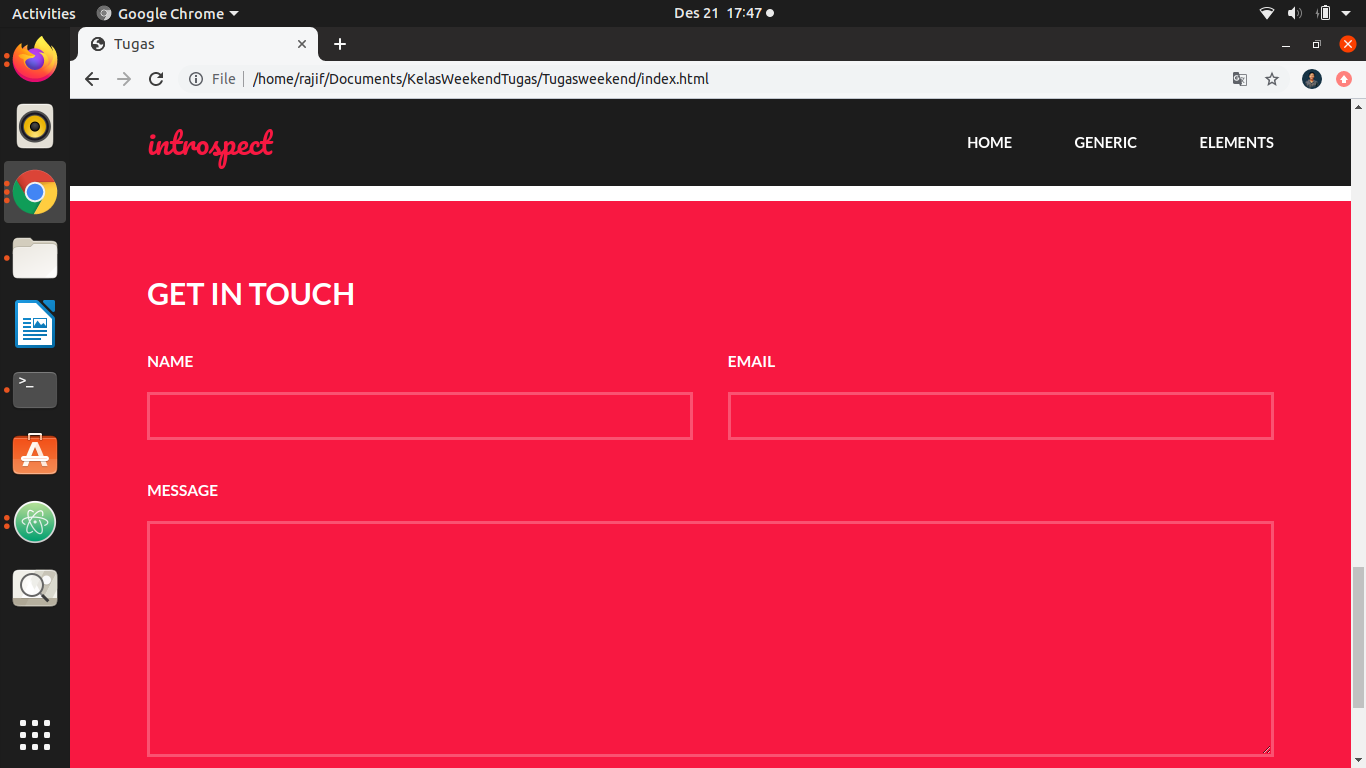 Activities Google Chrome Des 21 17:47
Tugas
File /home/rajif/Documents/KelasWeekendTugas/Tugasweekend/index.html
introspect HOME GENERIC ELEMENTS
GET IN TOUCH
NAME EMAIL
MESSAGE